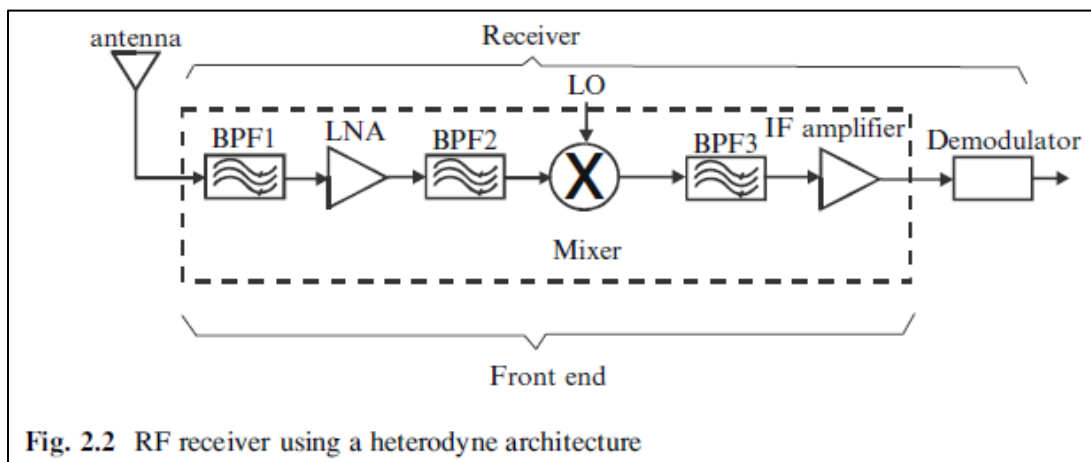 antenna
Receiver
LO
BPF1
LNA
BPF2
BPF3
IF amplifier
Demodulator
X
Mixer
Front end
Fig. 2.2 RF receiver using a heterodyne architecture